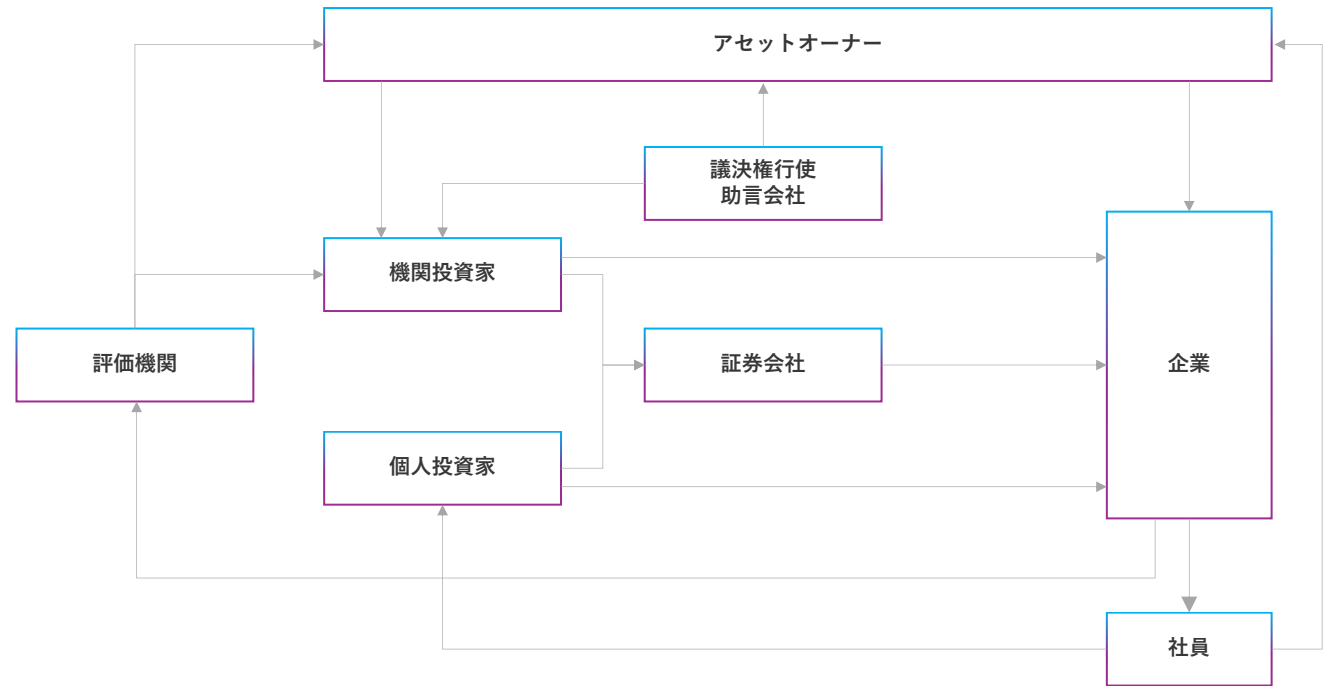 アセットオーナー
議決権行使
助言会社
機関投資家
評価機関
証券会社
企業
個人投資家
社員